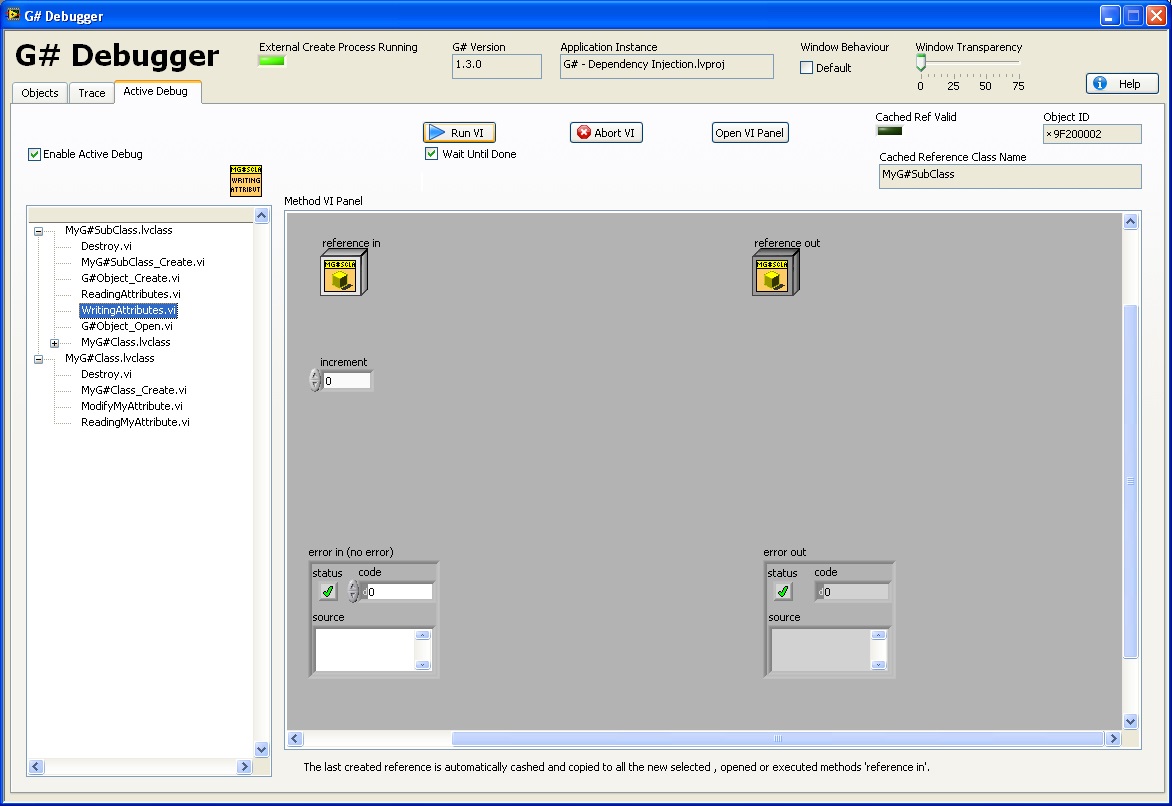 G# Debugger
G# Debugger
External Create Process Running
G# Version
1.3.0
Application Instance
G# - Dependency Injection.lvproj
Window Behaviour
Default
Window Transparency
0 25 50 75
Help
Objects Trace Active Debug
Run VI
Abort VI
Open VI Panel
Wait Until Done
Cached Ref Valid
Object ID
×9F200002
Cached Reference Class Name
MyG#SubClass
Enable Active Debug
MG#SCLA
WRITING
ATTRIBUT
Method VI Panel
MyG#SubClass.lvclass
Destroy.vi
MyG#SubClass_Create.vi
G#Object_Create.vi
ReadingAttributes.vi
WritingAttributes.vi
G#Object_Open.vi
MyG#Class.lvclass
MyG#Class.lvclass
Destroy.vi
MyG#Class_Create.vi
ModifyMyAttribute.vi
ReadingMyAttribute.vi
reference in
MG#SCLA
reference out
MG#SCLA
increment
0
error in (no error)
status code
d0
source
error out
status code
d0
source
The last created reference is automatically cashed and copied to all the new selected , opened or executed methods 'reference in'.